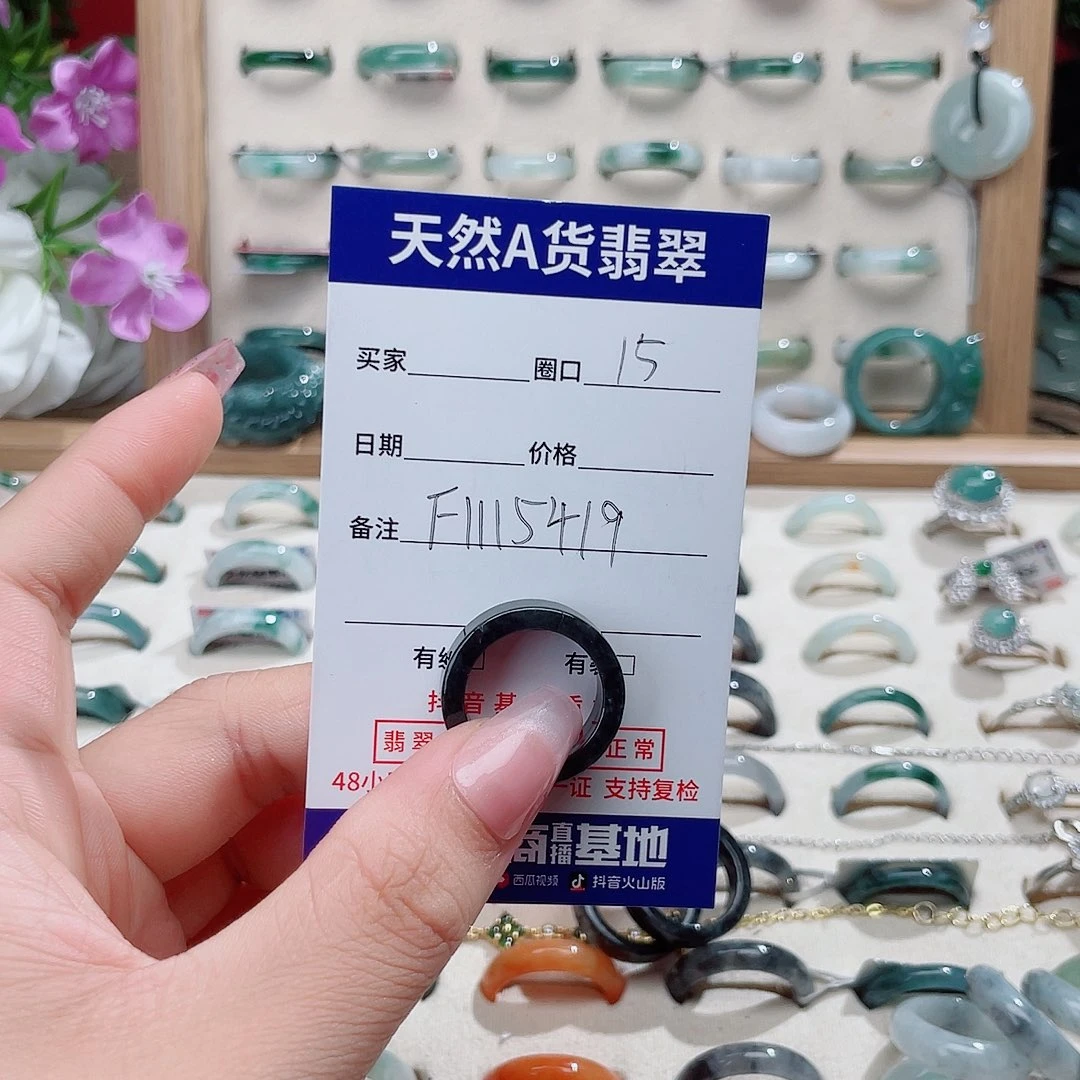 天然A货翡翠
买家 圈口 15
日期 价格
备注 F1115419
有 有
抖音基
翡翠 正常
48小 证 支持复检
商直播基地
西瓜视频 抖音火山版